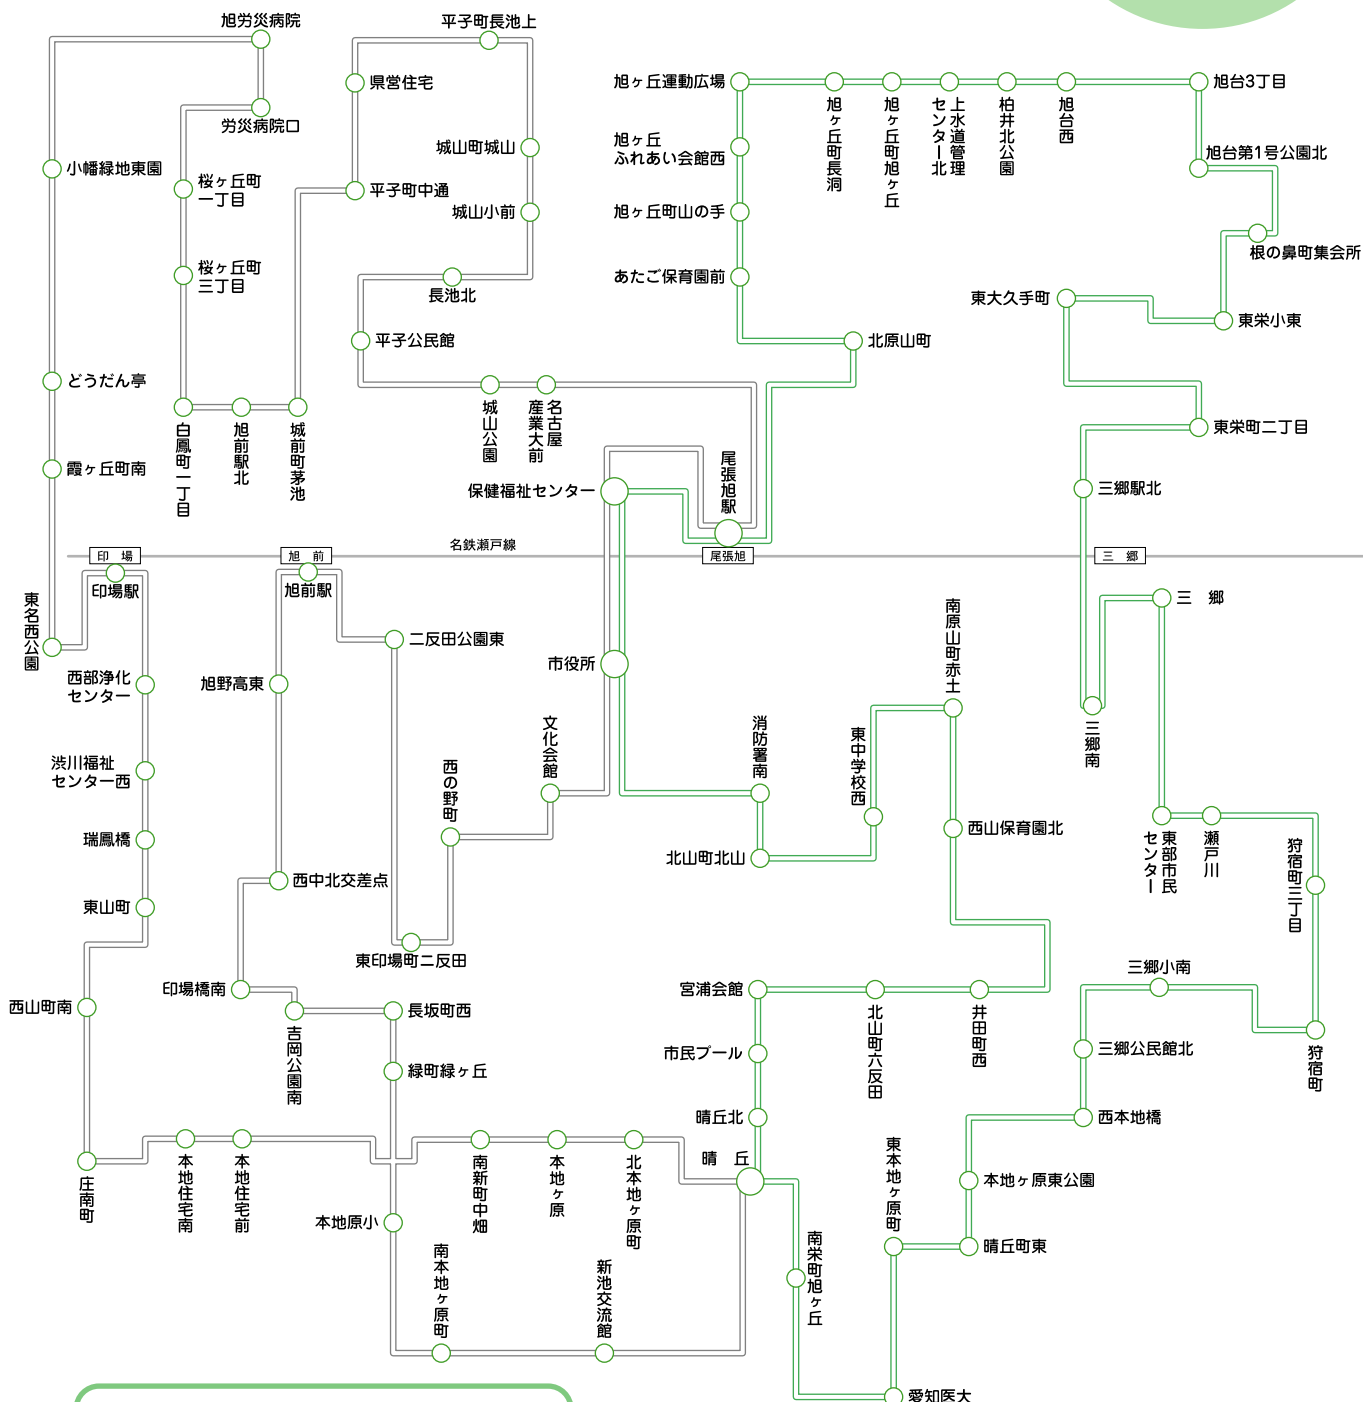 旭労災病院
労災病院口
小幡緑地東園
桜ヶ丘町
一丁目
桜ヶ丘町
三丁目
どうだん亭
霞ヶ丘町南
白鳳町一丁目
旭前駅北
城前町茅池
平子町長池上
県営住宅
城山町城山
平子町中通
城山小前
長池北
平子公民館
城山公園
名古屋
産業大前
旭ヶ丘運動広場
旭ヶ丘
ふれあい会館西
旭ヶ丘町山の手
あたご保育園前
北原山町
旭ヶ丘町長洞
旭ヶ丘町旭ヶ丘
上水道管理
センター北
柏井北公園
旭台西
旭台3丁目
旭台第1号公園北
根の鼻町集会所
東大久手町
東栄小東
東栄町二丁目
三郷駅北
保健福祉センター
尾張旭駅
名鉄瀬戸線
印　場
旭　前
尾張旭
三　郷
印場駅
旭前駅
東名西公園
西部浄化
センター
渋川福祉
センター西
瑞鳳橋
東山町
西山町南
庄南町
二反田公園東
旭野高東
西中北交差点
印場橋南
吉岡公園南
長坂町西
緑町緑ヶ丘
東印場町二反田
西の野町
文化会館
市役所
消防署南
北山町北山
東中学校西
南原山町赤土
西山保育園北
三　郷
三郷南
東部市民
センター
瀬戸川
狩宿町三丁目
狩宿町
三郷小南
三郷公民館北
西本地橋
宮浦会館
北山町六反田
井田町西
市民プール
晴丘北
晴　丘
本地住宅南
本地住宅前
南新町中畑
本地ヶ原
北本地ヶ原町
本地原小
南本地ヶ原町
新池交流館
南栄町旭ヶ丘
東本地ヶ原町
本地ヶ原東公園
晴丘町東
愛知医大